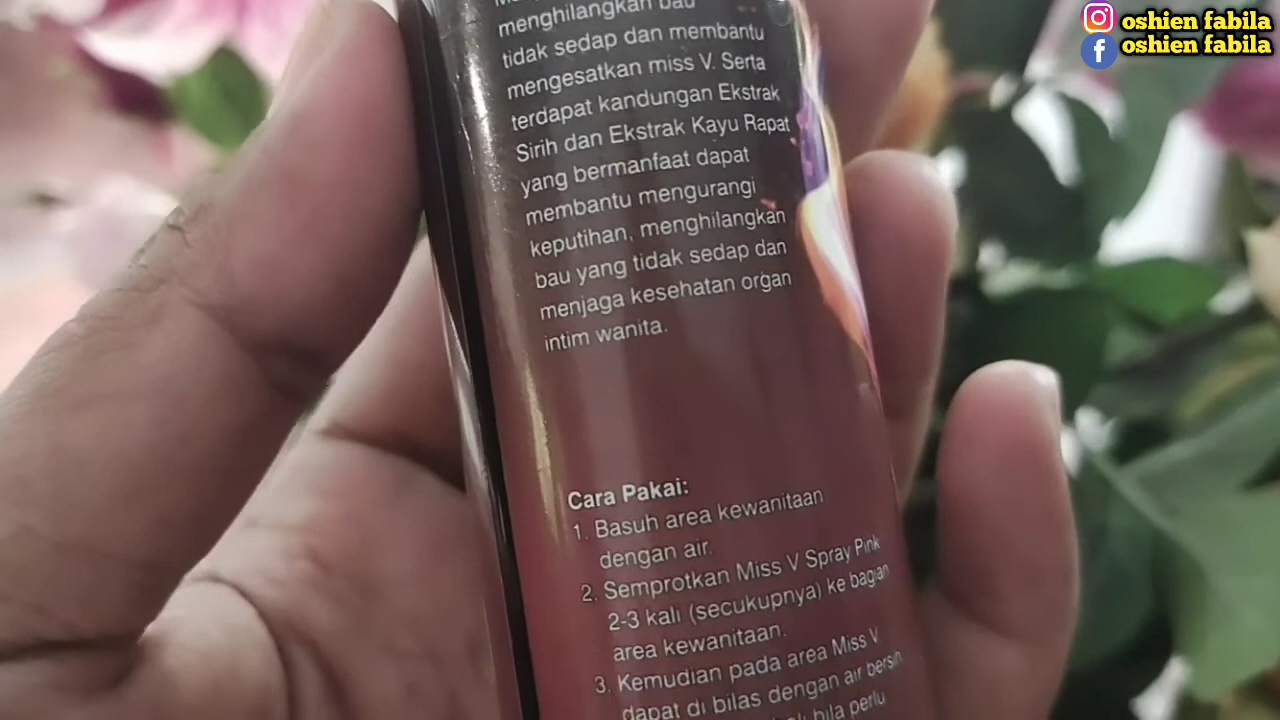 oshien fabila
oshien fabila
menghilangkan bau
tidak sedap dan membantu
mengesatkan miss V. Serta
terdapat kandungan Ekstrak
Sirih dan Ekstrak Kayu Rapat
yang bermanfaat dapat
membantu mengurangi
keputihan, menghilangkan
bau yang tidak sedap dan
menjaga kesehatan organ
intim wanita.
Cara Pakai:
1. Basuh area kewanitaan
dengan air.
2. Semprotkan Miss V Spray Pink
2-3 kali (secukupnya) ke bagian
area kewanitaan.
3. Kemudian pada area Miss V
dapat di bilas dengan air bersih
bila perlu